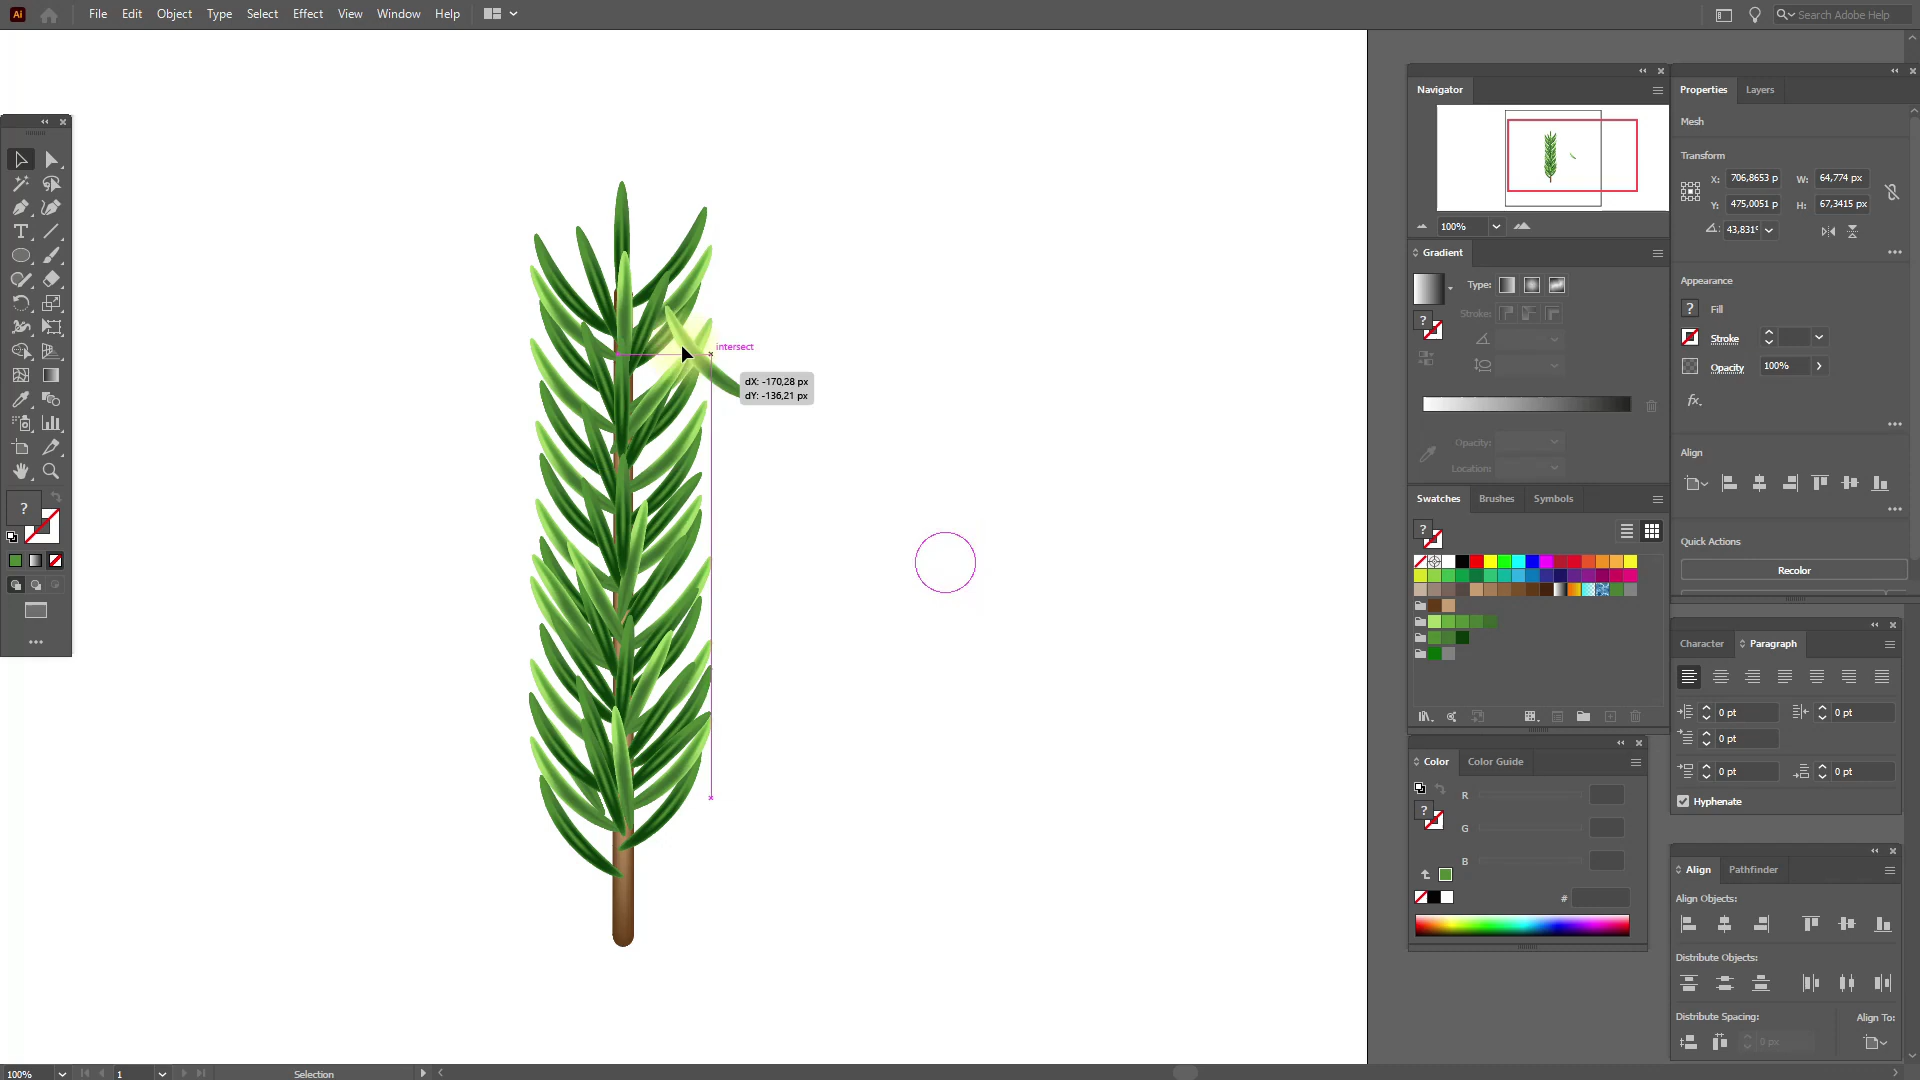 Ai
File Edit Object Type Select Effect View Window Help
Search Adobe Help
Navigator
100%
Gradient
Type:
Stroke:
Opacity:
Location:
Swatches Brushes Symbols
Color Color Guide
R
G
B
#
Properties Layers
Mesh
Transform
X: 706,8653 p W: 64,774 px
Y: 475,0051 p H: 67,3415 px
43,831°
Appearance
? Fill
Stroke
Opacity 100%
fx.
Align
Quick Actions
Recolor
Character Paragraph
0 pt 0 pt
0 pt
0 pt 0 pt
Hyphenate
Align Pathfinder
Align Objects:
Distribute Objects:
Distribute Spacing: Align To:
0 px
intersect
dX: -170,28 px
dY: -136,21 px
100% 1 Selection